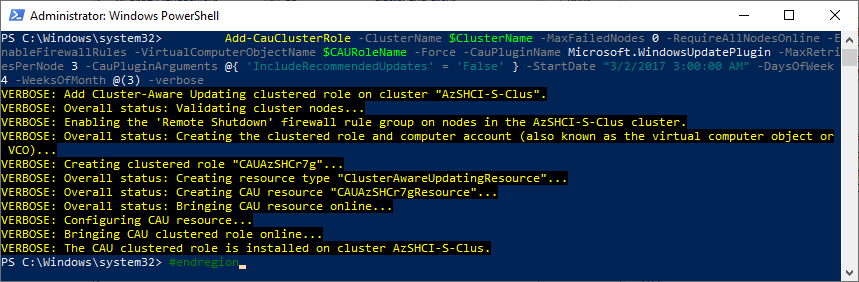 Administrator: Windows PowerShell
PS C:\Windows\system32>        Add-CauClusterRole -ClusterName $ClusterName -MaxFailedNodes 0 -RequireAllNodesOnline -E
nableFirewallRules -VirtualComputerObjectName $CAURoleName -Force -CauPluginName Microsoft.WindowsUpdatePlugin -MaxRetri
esPerNode 3 -CauPluginArguments @{ 'IncludeRecommendedUpdates' = 'False' } -StartDate "3/2/2017 3:00:00 AM" -DaysOfWeek
4 -WeeksOfMonth @(3) -verbose
VERBOSE: Add Cluster-Aware Updating clustered role on cluster "AzSHCI-S-Clus".
VERBOSE: Overall status: Validating cluster nodes...
VERBOSE: Enabling the 'Remote Shutdown' firewall rule group on nodes in the AzSHCI-S-Clus cluster.
VERBOSE: Overall status: Creating the clustered role and computer account (also known as the virtual computer object or
 VCO)...
VERBOSE: Creating clustered role "CAUAzSHCr7g"...
VERBOSE: Overall status: Creating resource type "ClusterAwareUpdatingResource"...
VERBOSE: Overall status: Creating CAU resource "CAUAzSHCr7gResource"...
VERBOSE: Overall status: Bringing CAU resource online...
VERBOSE: Configuring CAU resource...
VERBOSE: Bringing CAU clustered role online...
VERBOSE: The CAU clustered role is installed on cluster AzSHCI-S-Clus.
PS C:\Windows\system32> #endregion